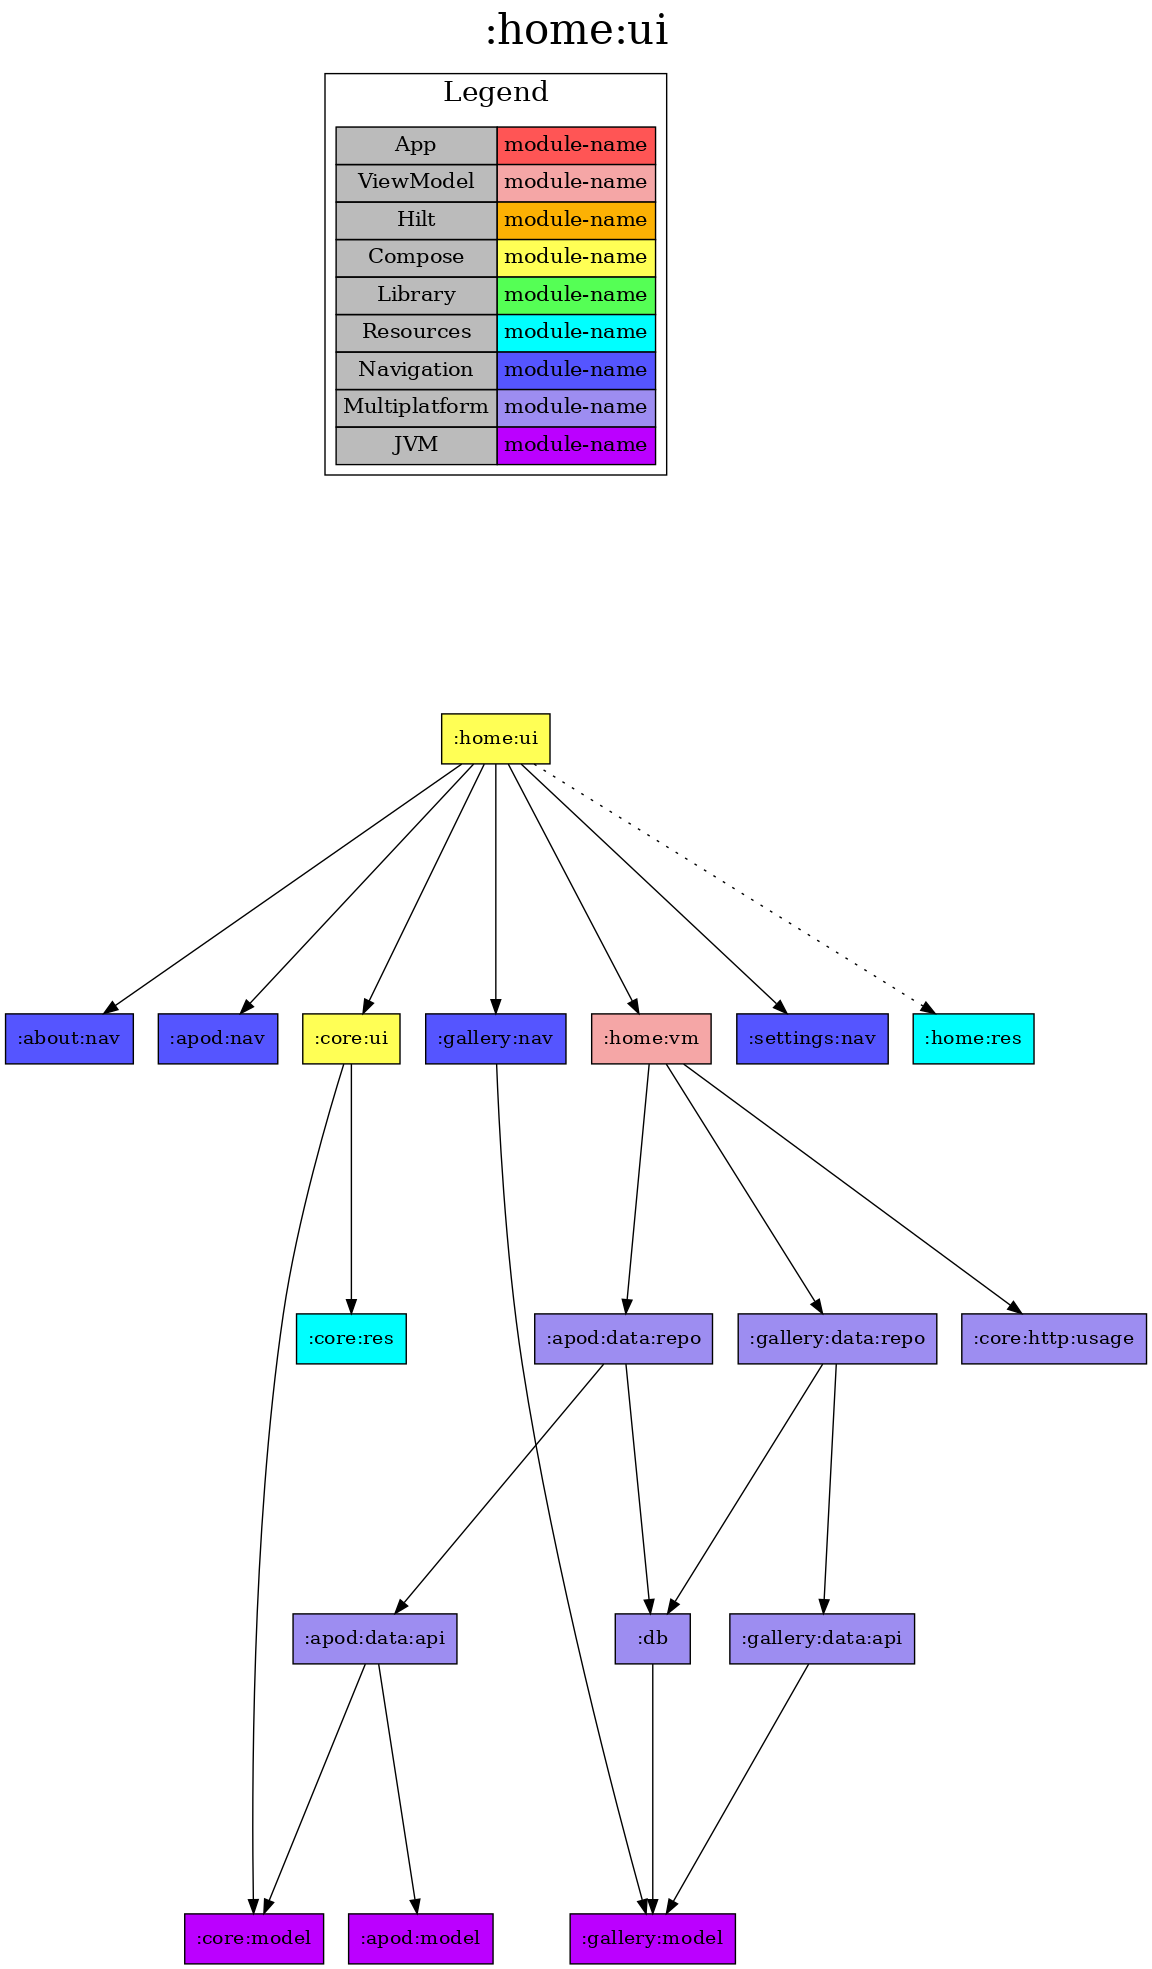 :home:ui
Legend
App module-name
ViewModel module-name
Hilt module-name
Compose module-name
Library module-name
Resources module-name
Navigation module-name
Multiplatform module-name
JVM module-name
:home:ui
:about:nav :apod:nav :core:ui :gallery:nav :home:vm :settings:nav :home:res
:core:res :apod:data:repo :gallery:data:repo :core:http:usage
:apod:data:api :db :gallery:data:api
:core:model :apod:model :gallery:model